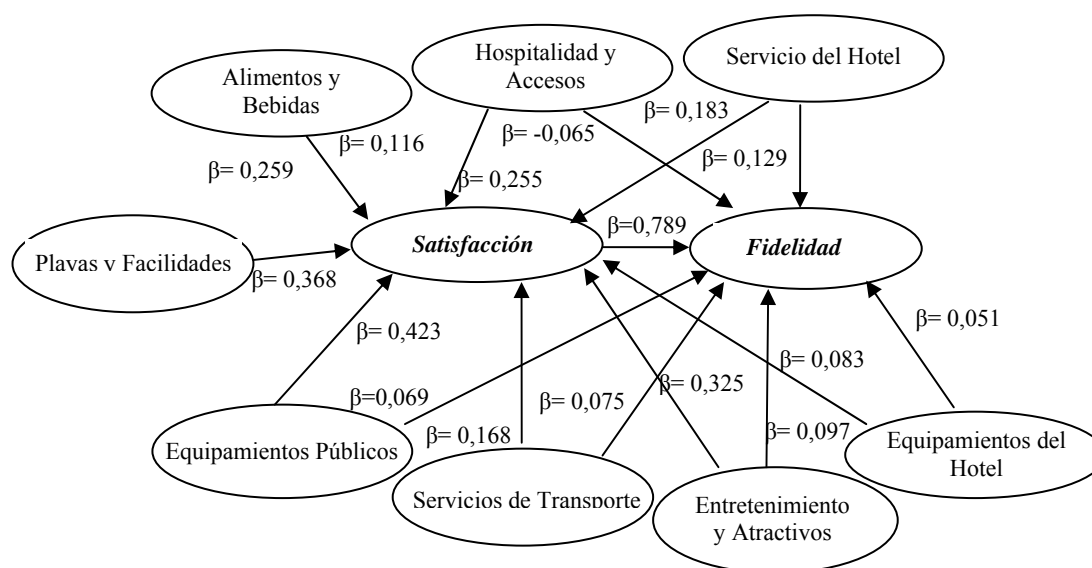 Alimentos y
Bebidas
Hospitalidad y
Accesos
Servicio del Hotel
β= 0,259
β= 0,116
β= -0,065
β= 0,255
β= 0,183
β= 0,129
Playas y Facilidades
β= 0,368
Satisfacción
β=0,789
Fidelidad
β= 0,423
β=0,069
β= 0,168
β= 0,075
β= 0,325
β= 0,083
β= 0,097
β= 0,051
Equipamientos Públicos
Servicios de Transporte
Entretenimiento
y Atractivos
Equipamientos del
Hotel